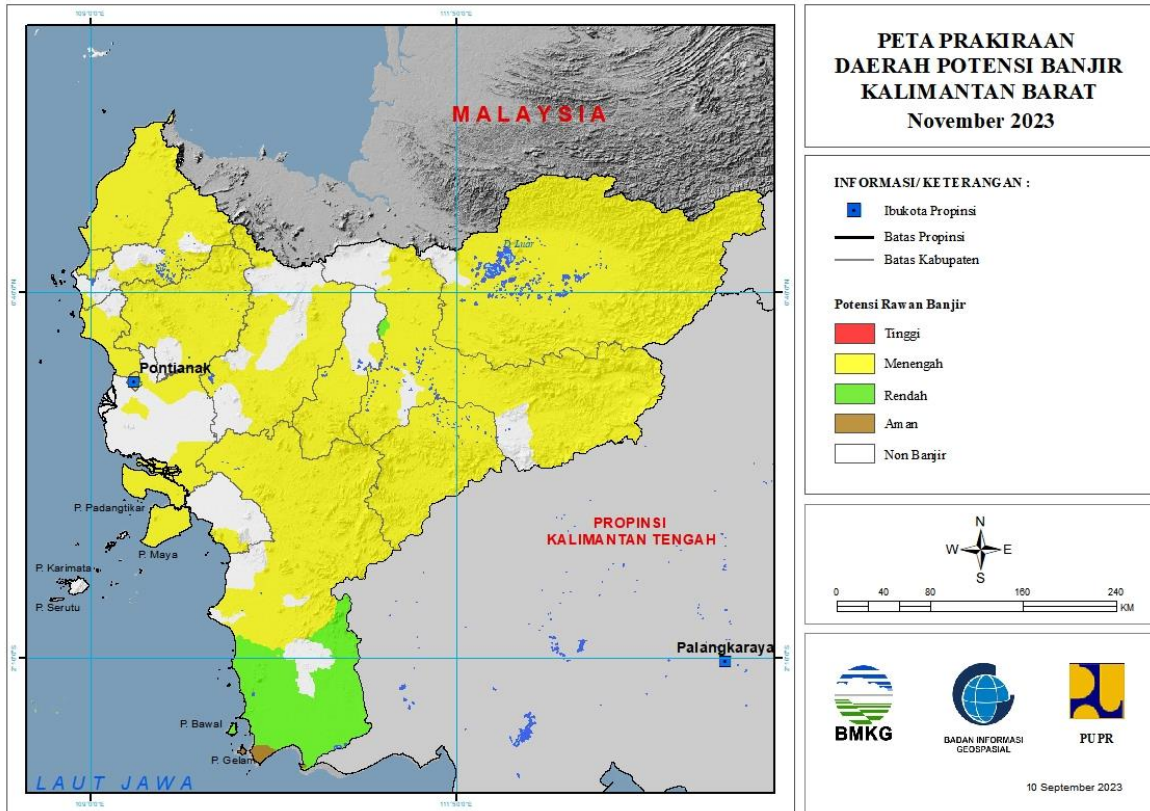 PETA PRAKIRAAN
DAERAH POTENSI BANJIR
KALIMANTAN BARAT
November 2023
INFORMASI/ KETERANGAN :
Ibukota Propinsi
Batas Propinsi
Batas Kabupaten
Potensi Rawan Banjir
Tinggi
Menengah
Rendah
Aman
Non Banjir
N
W E
S
0 40 80 160 240
KM
BMKG
BADAN INFORMASI
GEOSPASIAL
PUPR
10 September 2023
MALAYSIA
D. Luar
Pontianak
P. Padangtikar
P. Maya
P. Karimata
P. Serutu
PROPINSI
KALIMANTAN TENGAH
Palangkaraya
P. Bawal
P. Gelam
LAUT JAWA